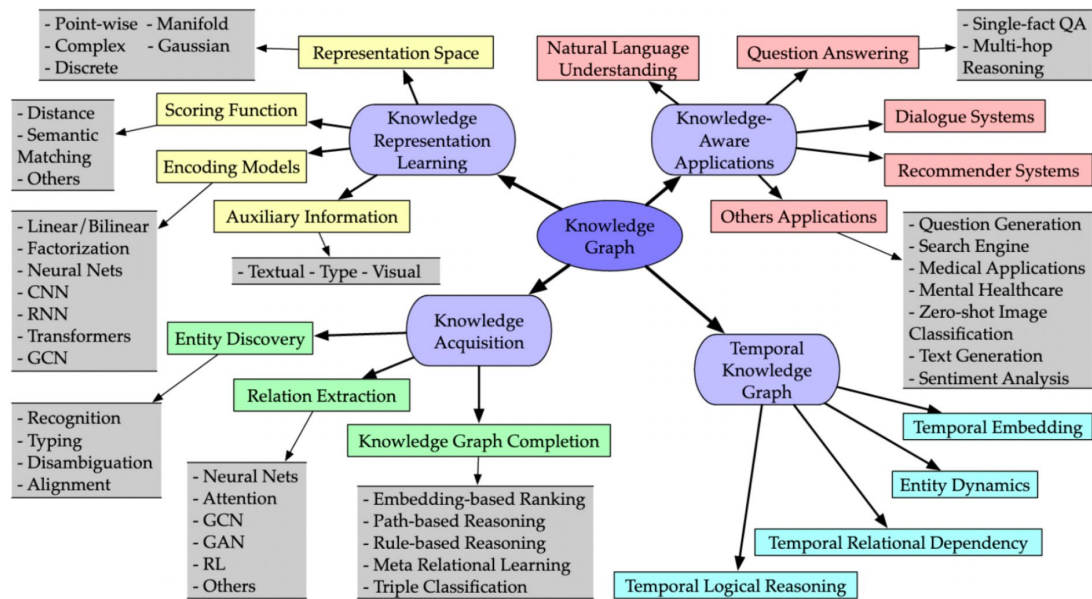 - Point-wise - Manifold
- Complex - Gaussian
- Discrete
Representation Space
Natural Language
Understanding
Question Answering
- Single-fact QA
- Multi-hop
Reasoning
Scoring Function
- Distance
- Semantic
Matching
- Others
Knowledge
Representation
Learning
Knowledge-
Aware
Applications
Dialogue Systems
Encoding Models
Recommender Systems
Auxiliary Information
Others Applications
Knowledge
Graph
- Linear/Bilinear
- Factorization
- Neural Nets
- CNN
- RNN
- Transformers
- GCN
- Textual - Type - Visual
- Question Generation
- Search Engine
- Medical Applications
- Mental Healthcare
- Zero-shot Image
Classification
- Text Generation
- Sentiment Analysis
Knowledge
Acquisition
Entity Discovery
Temporal
Knowledge
Graph
Relation Extraction
Knowledge Graph Completion
Temporal Embedding
- Recognition
- Typing
- Disambiguation
- Alignment
- Neural Nets
- Attention
- GCN
- GAN
- RL
- Others
- Embedding-based Ranking
- Path-based Reasoning
- Rule-based Reasoning
- Meta Relational Learning
- Triple Classification
Entity Dynamics
Temporal Relational Dependency
Temporal Logical Reasoning